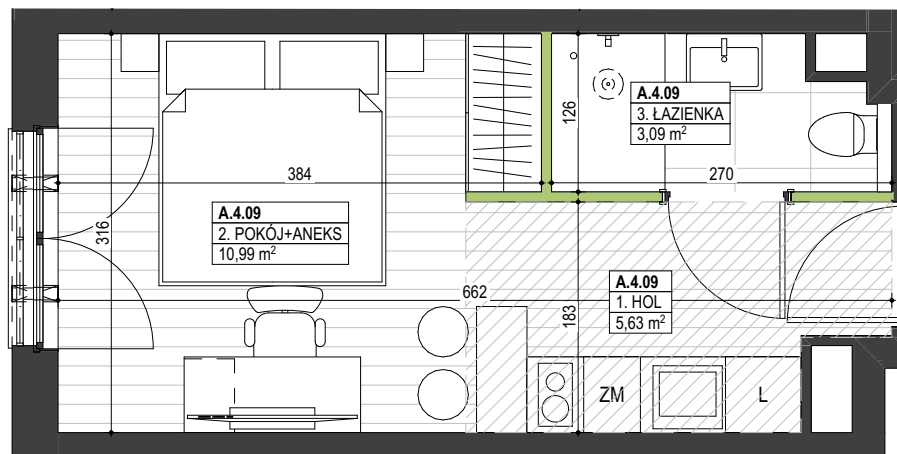 A.4.09
3. ŁAZIENKA
3,09 m²
126
384
270
A.4.09
2. POKÓJ+ANEKS
10,99 m²
316
A.4.09
1. HOL
5,63 m²
662
183
ZM
L